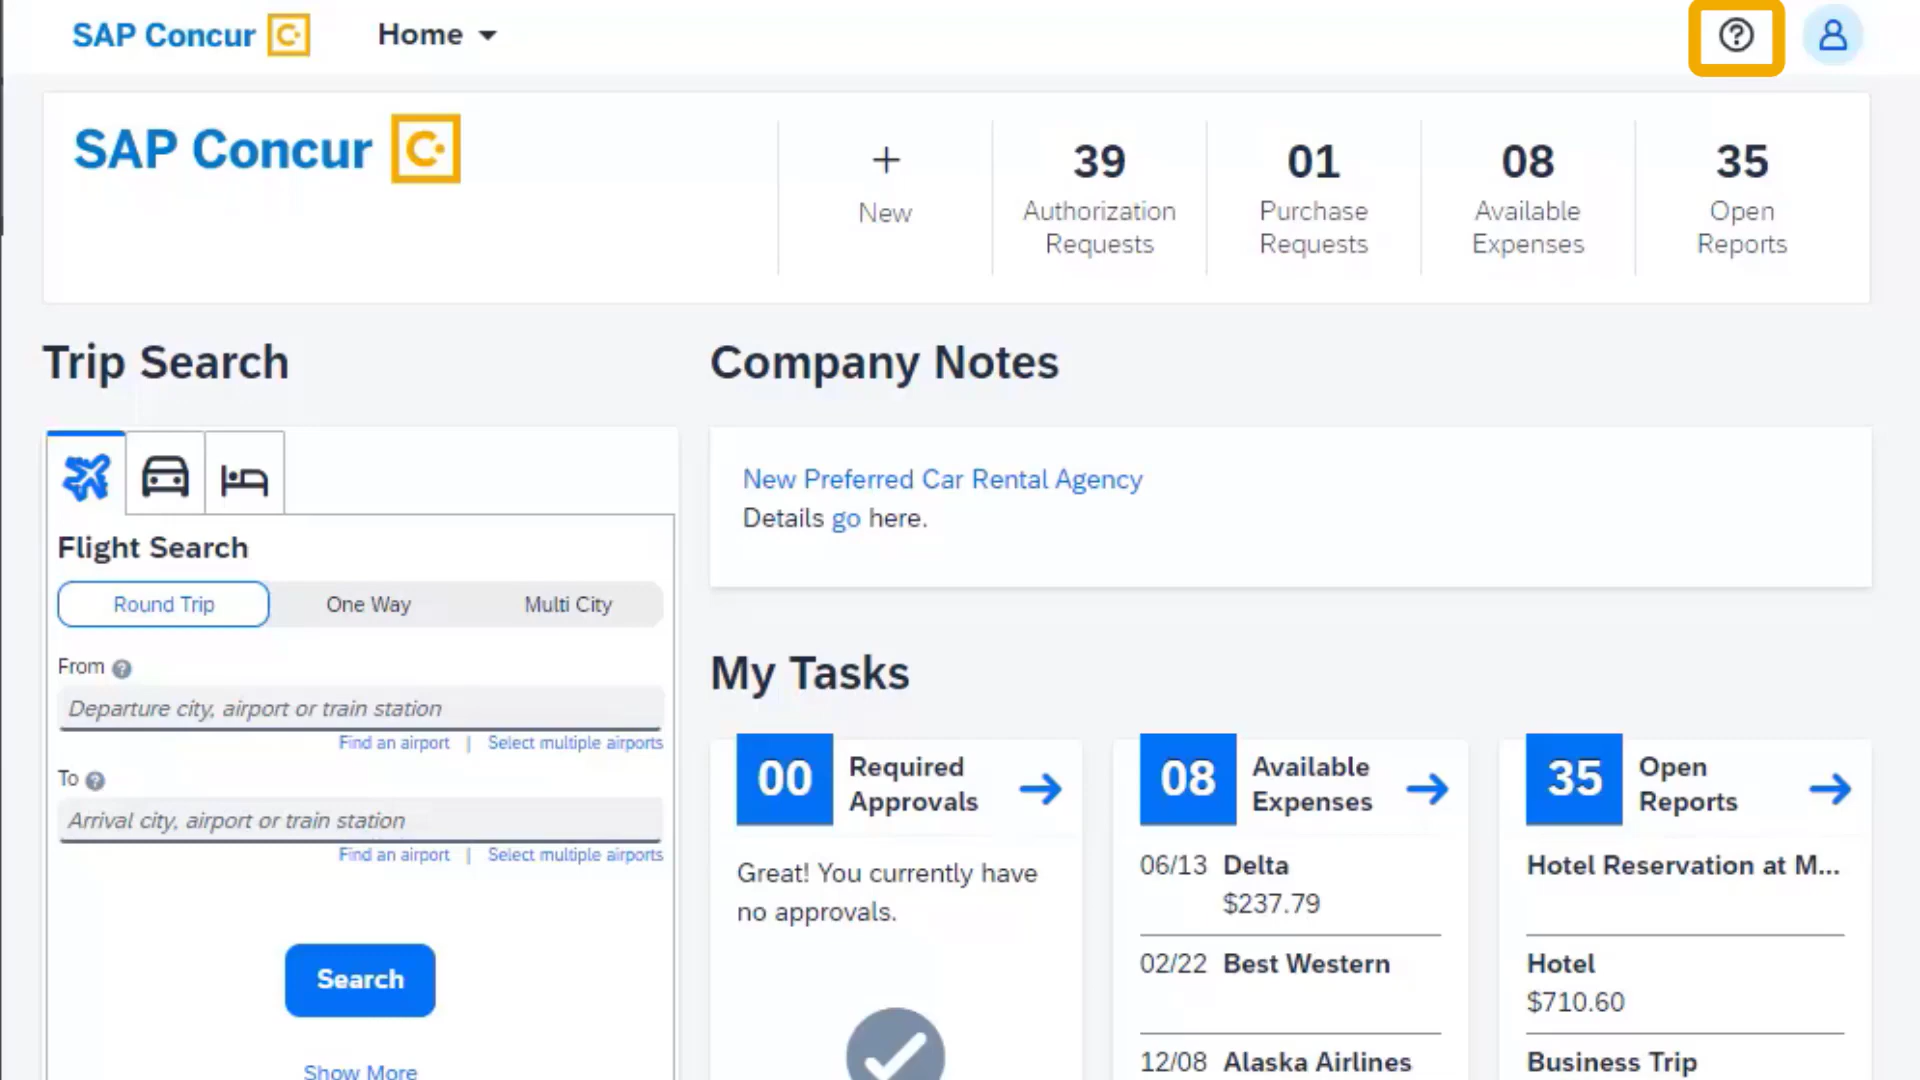 SAP Concur C
Home
SAP Concur C
+
New
39
Authorization
Requests
01
Purchase
Requests
08
Available
Expenses
35
Open
Reports
Trip Search
Flight Search
Round Trip One Way Multi City
From ?
Departure city, airport or train station
Find an airport | Select multiple airports
To ?
Arrival city, airport or train station
Find an airport | Select multiple airports
Search
Show More
Company Notes
New Preferred Car Rental Agency
Details go here.
My Tasks
00 Required
Approvals
Great! You currently have
no approvals.
08 Available
Expenses
06/13 Delta
$237.79
02/22 Best Western
12/08 Alaska Airlines
35 Open
Reports
Hotel Reservation at M...
Hotel
$710.60
Business Trip